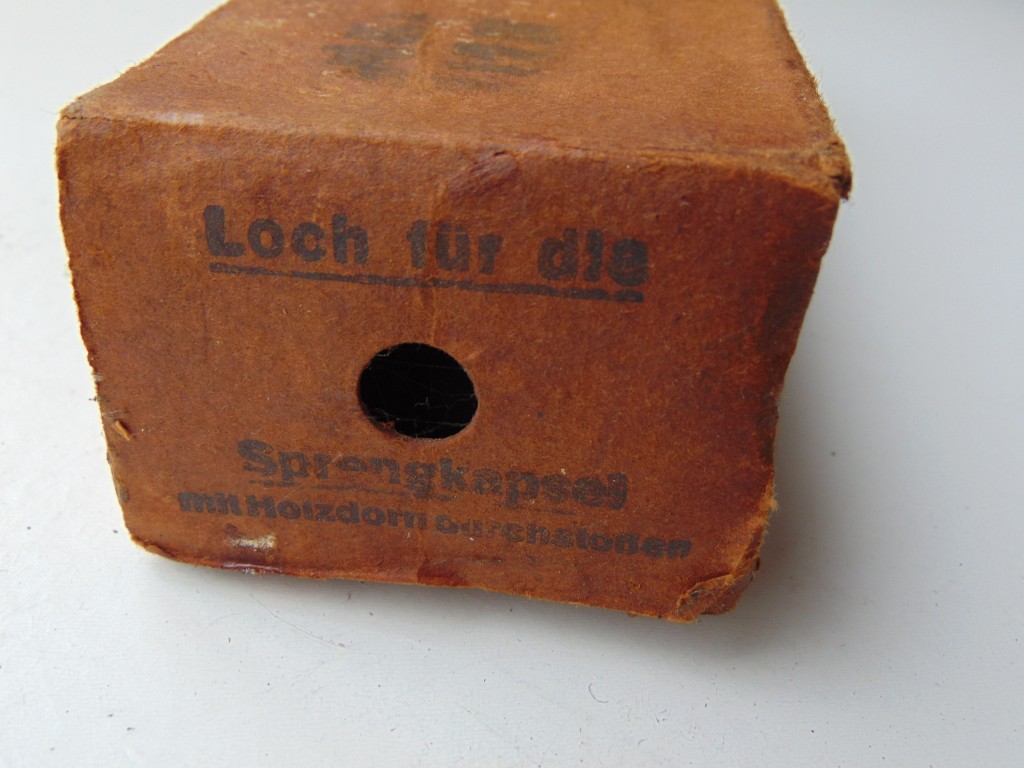 Loch für die
Sprengkapsel
mit Holzdorn durchstoßen